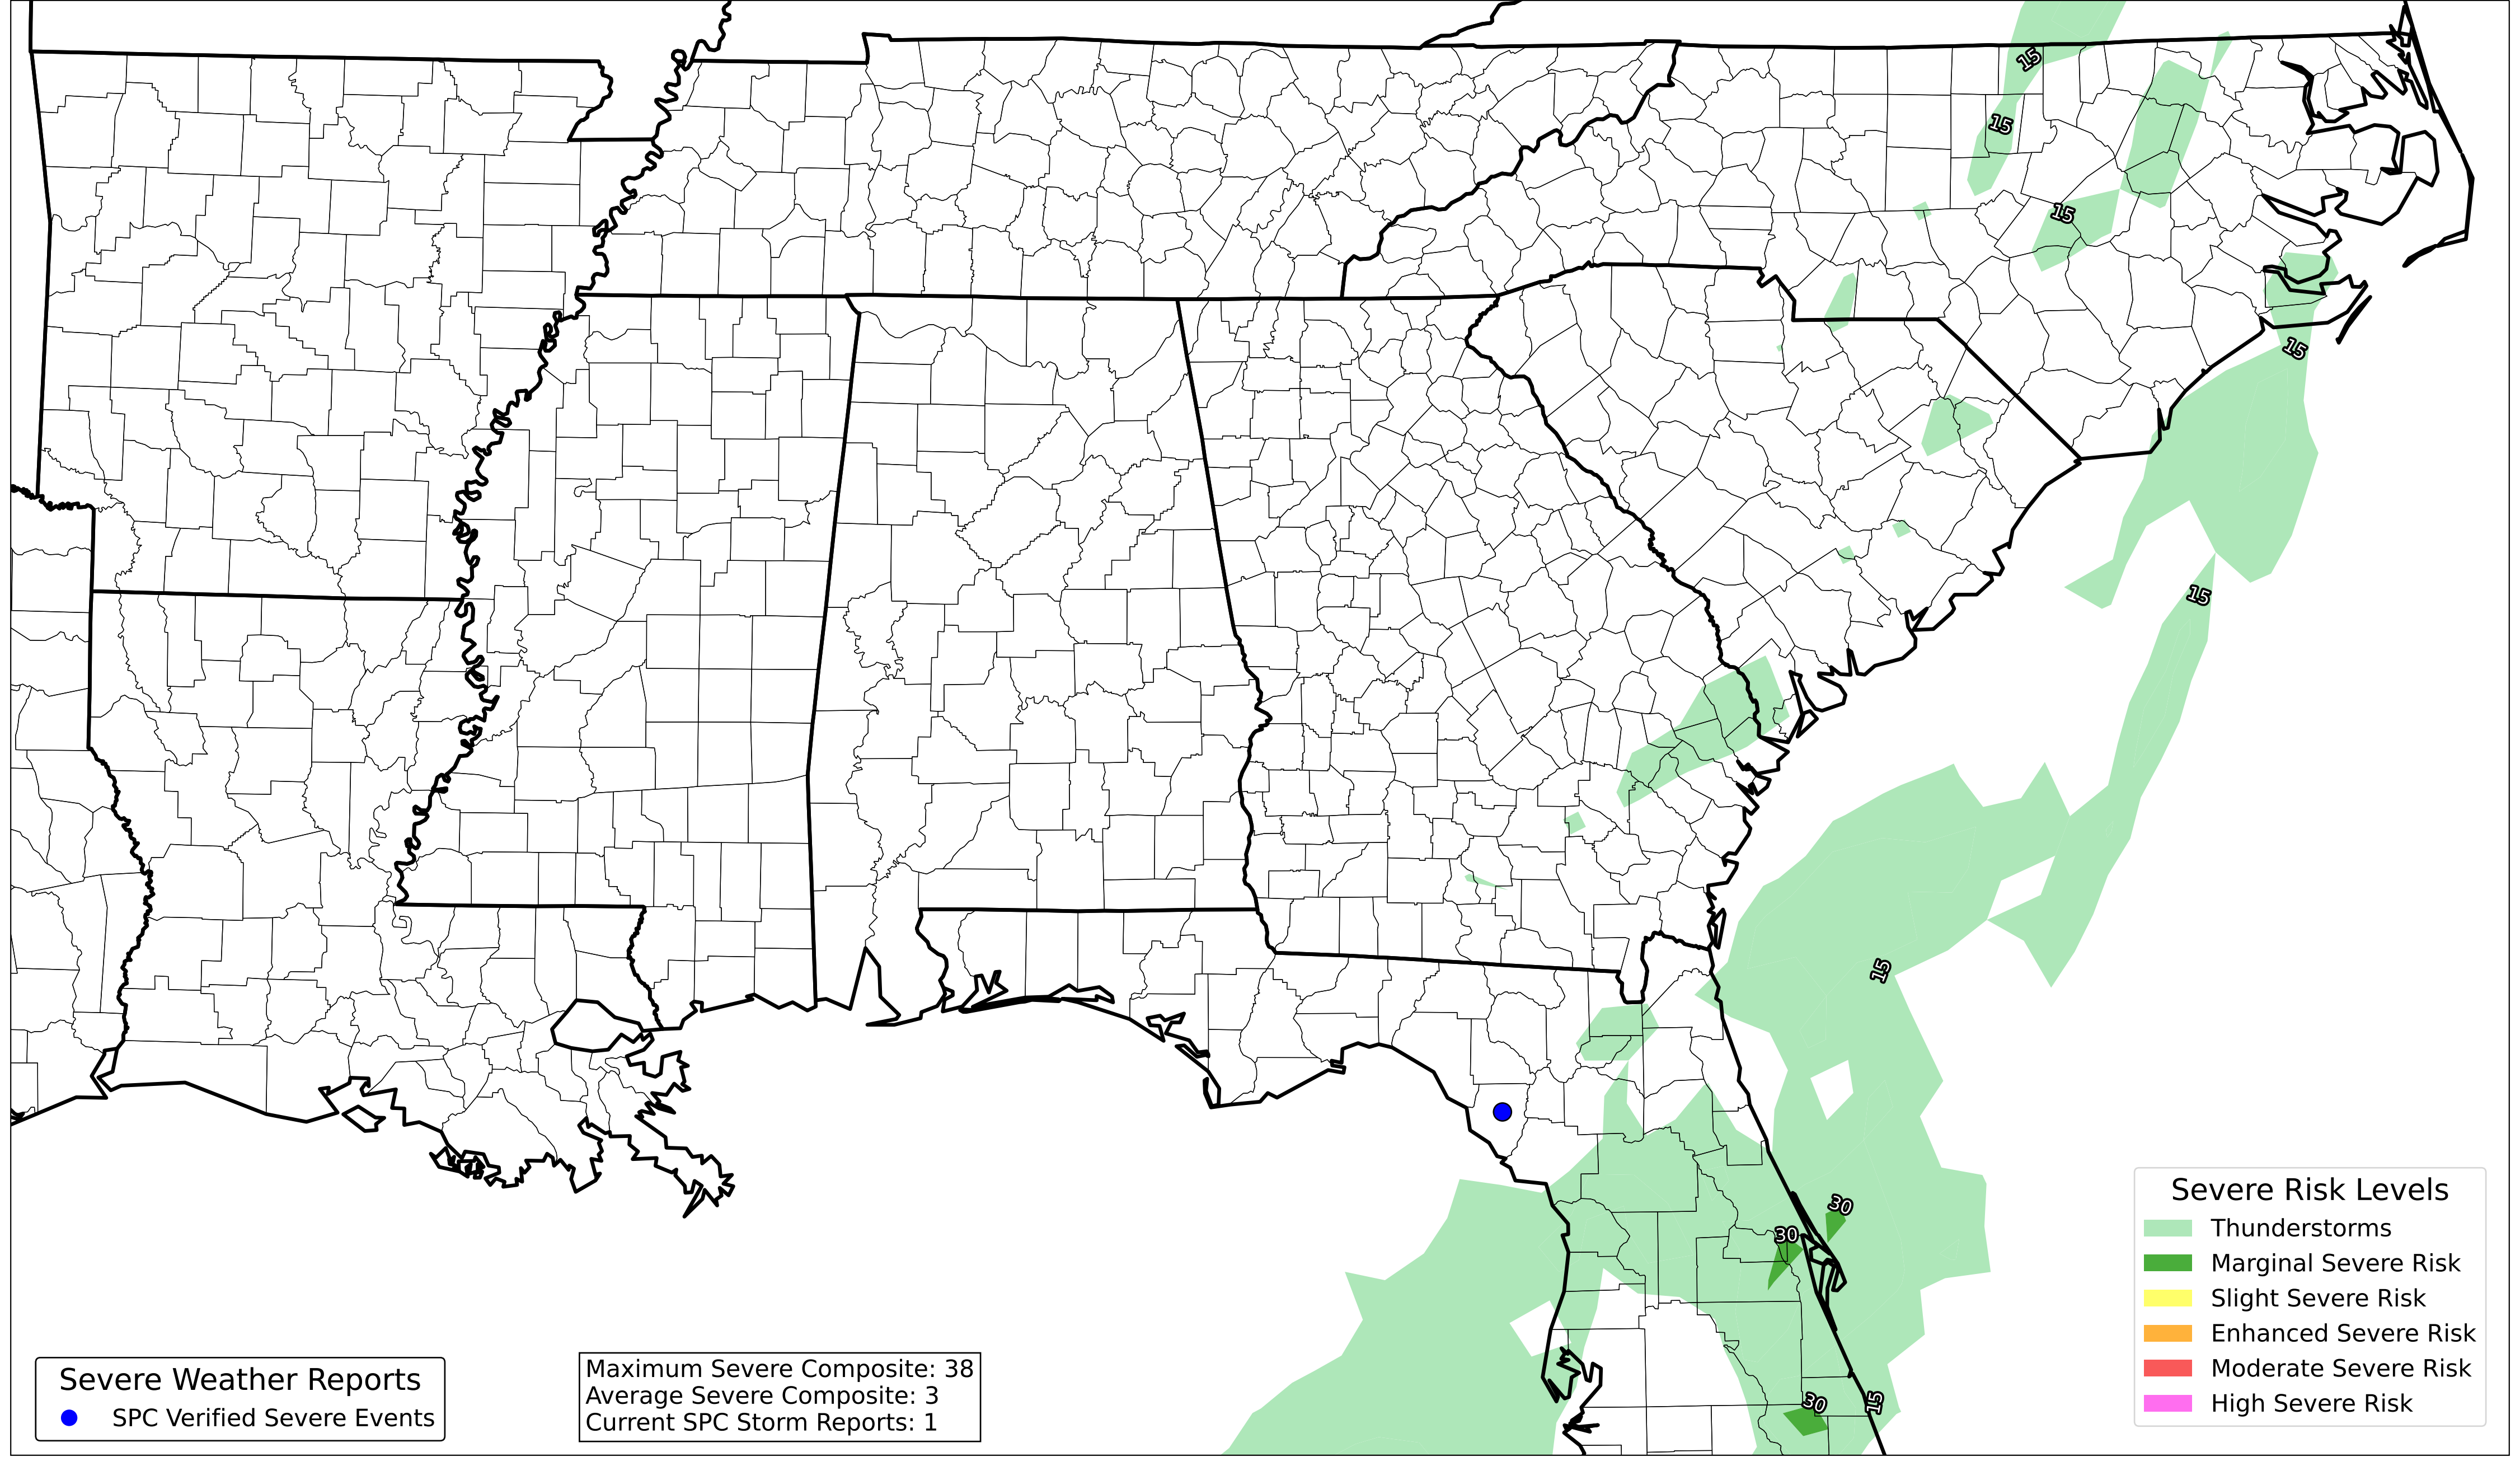 15
15
15
15
15
15
30
30
30
15
Severe Risk Levels
Thunderstorms
Marginal Severe Risk
Slight Severe Risk
Enhanced Severe Risk
Moderate Severe Risk
High Severe Risk
Severe Weather Reports
SPC Verified Severe Events
Maximum Severe Composite: 38
Average Severe Composite: 3
Current SPC Storm Reports: 1